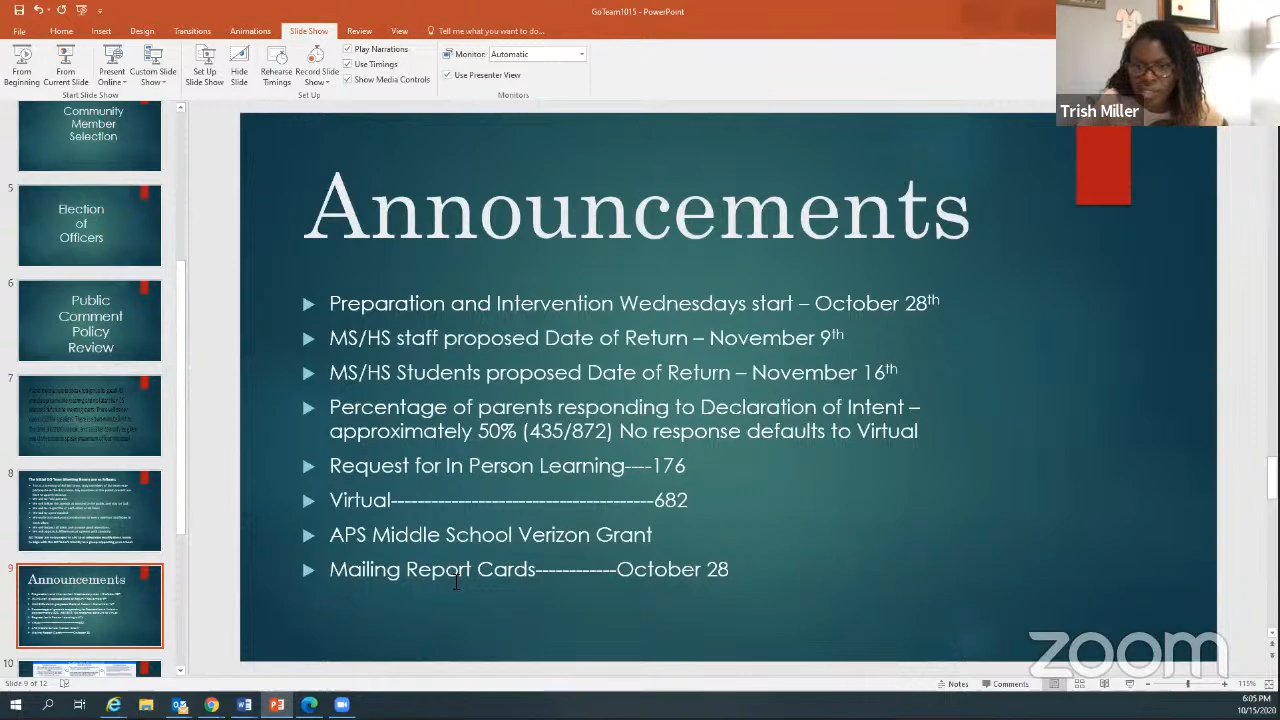 GoTeam1015 - PowerPoint
File Home Insert Design Transitions Animations Slide Show Review View Tell me what you want to do...
From Beginning
From Current Slide
Present Online
Custom Slide Show
Start Slide Show
Set Up Slide Show
Hide Slide
Rehearse Timings
Record Slide Show
Play Narrations
Use Timings
Show Media Controls
Set Up
Monitor: Automatic
Use Presenter View
Monitors
Trish Miller
Community
Member
Selection
5
Election
of
Officers
6
Public
Comment
Policy
Review
7
8
9
Announcements
10
Announcements
Preparation and Intervention Wednesdays start – October 28th
MS/HS staff proposed Date of Return – November 9th
MS/HS Students proposed Date of Return – November 16th
Percentage of parents responding to Declaration of Intent –
approximately 50% (435/872) No response defaults to Virtual
Request for In Person Learning----176
Virtual---------------------------------------682
APS Middle School Verizon Grant
Mailing Report Cards------------October 28
zoom
Slide 9 of 12
Notes Comments 115%
6:05 PM
10/15/2020